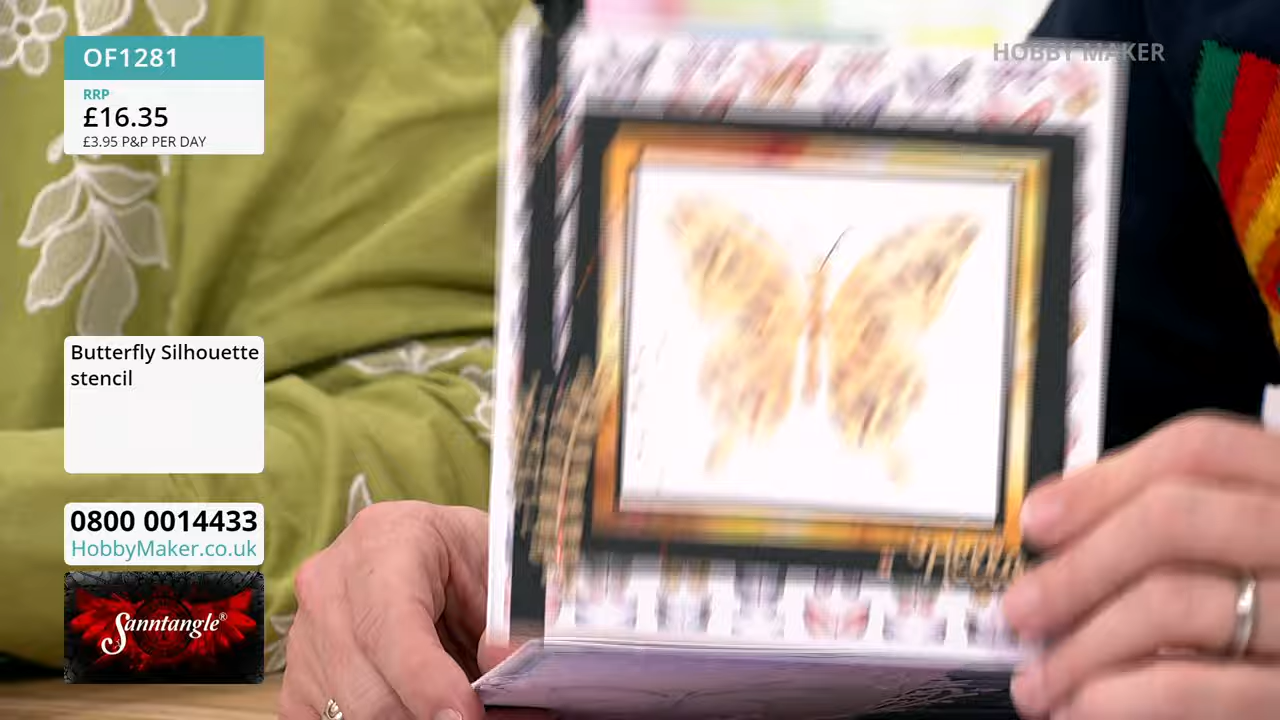 OF1281
RRP
£16.35
£3.95 P&P PER DAY
HOBBY MAKER
Butterfly Silhouette
stencil
0800 0014433
HobbyMaker.co.uk
Sanntangle®
Hello